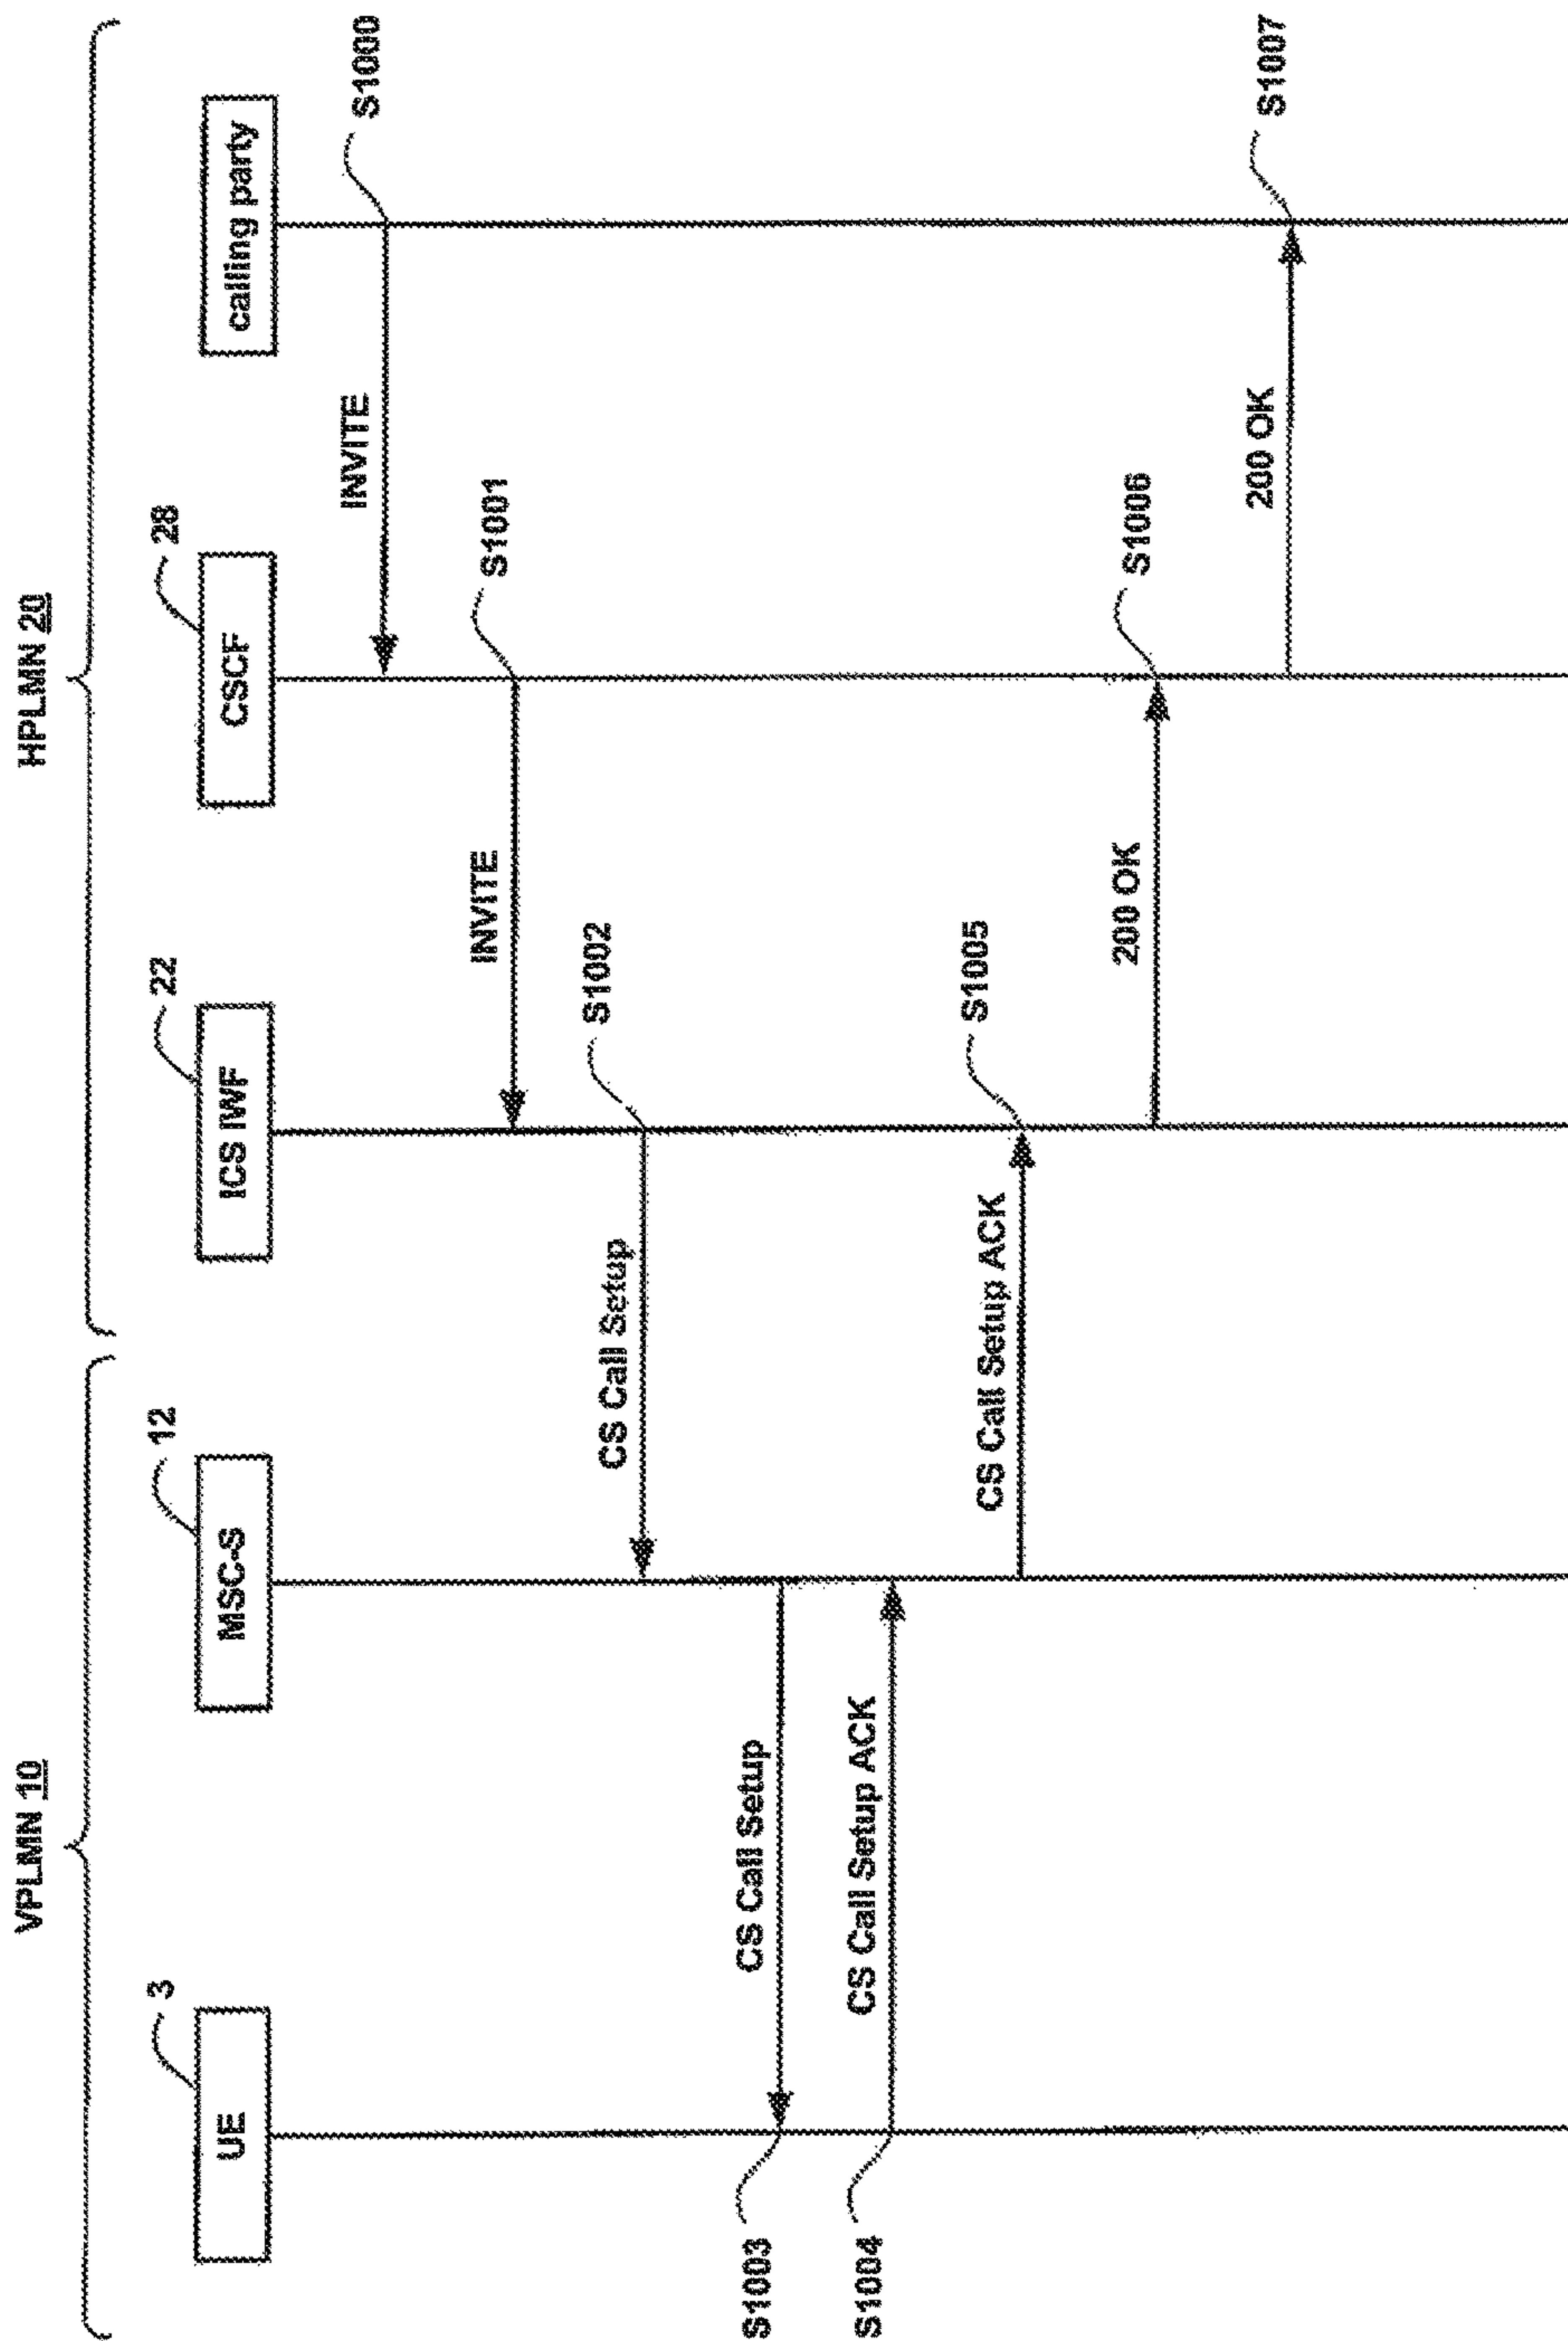 VPLMN 10
HPLMN 20
3
12
22
28
UE
MSC-S
ICS IWF
CSCF
calling party
INVITE
S1000
INVITE
S1001
CS Call Setup
S1002
S1003
CS Call Setup
S1004
CS Call Setup ACK
CS Call Setup ACK
S1005
200 OK
S1006
200 OK
S1007